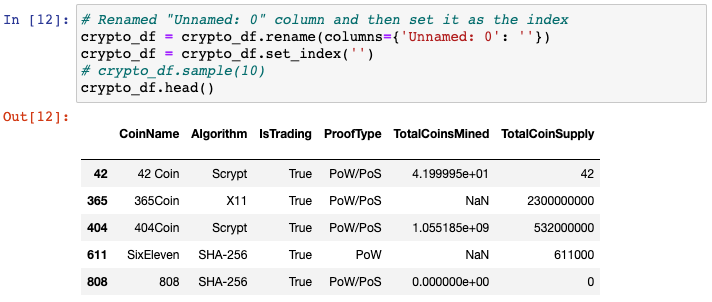 In [12]: # Renamed "Unnamed: 0" column and then set it as the index
crypto_df = crypto_df.rename(columns={'Unnamed: 0': ''})
crypto_df = crypto_df.set_index('')
# crypto_df.sample(10)
crypto_df.head()
Out[12]:
CoinName Algorithm IsTrading ProofType TotalCoinsMined TotalCoinSupply
42 42 Coin Scrypt True PoW/PoS 4.199995e+01 42
365 365Coin X11 True PoW/PoS NaN 2300000000
404 404Coin Scrypt True PoW/PoS 1.055185e+09 532000000
611 SixEleven SHA-256 True PoW NaN 611000
808 808 SHA-256 True PoW/PoS 0.000000e+00 0